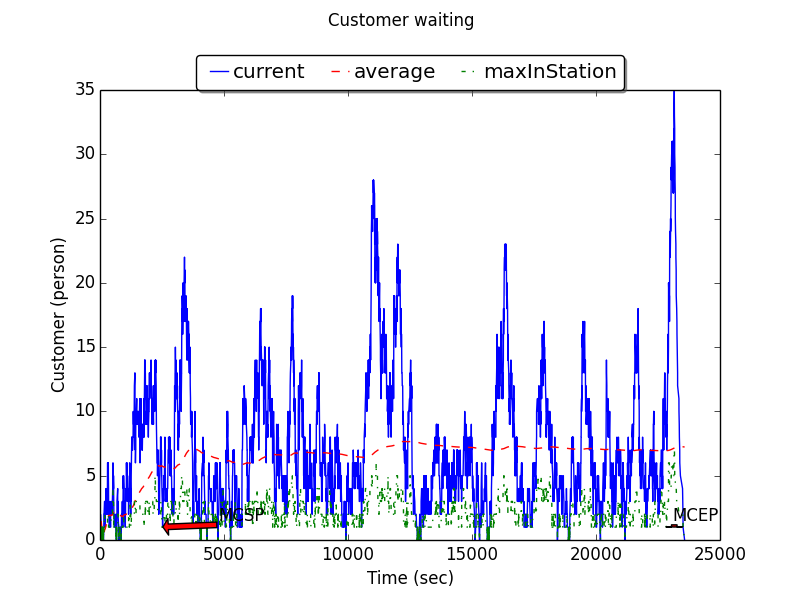 Customer waiting
current average maxInStation
35
30
25
20
15
10
5
0
Customer (person)
MCSP
MCEP
0 5000 10000 15000 20000 25000
Time (sec)